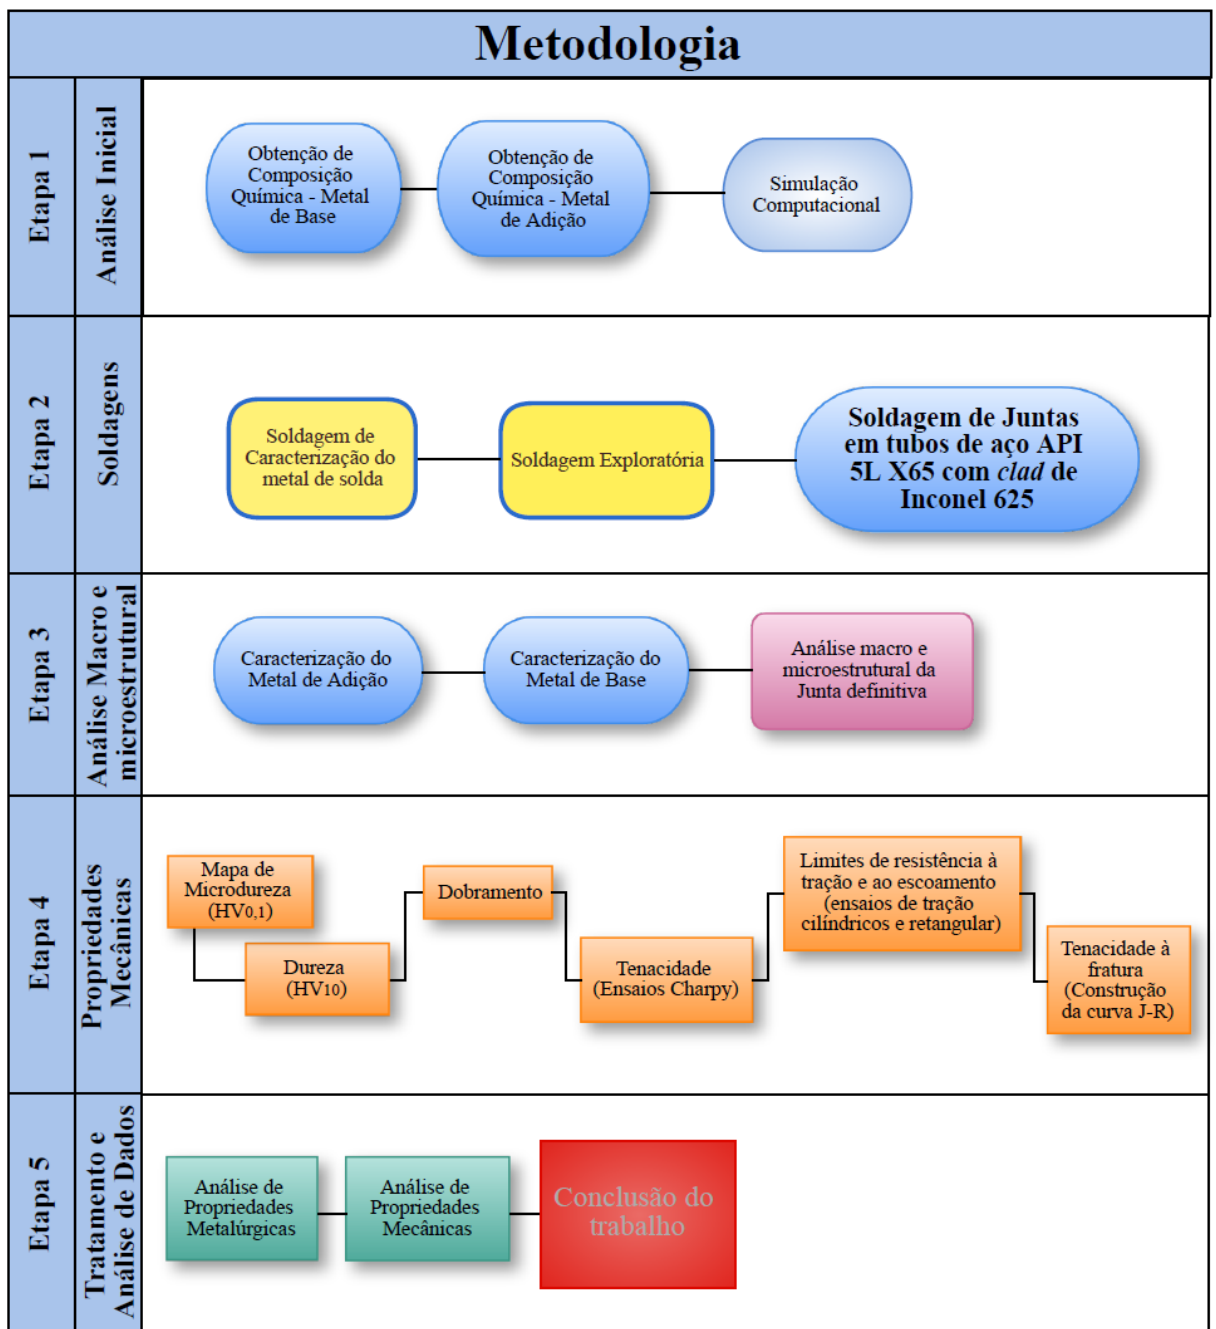 Metodologia
Etapa 1
Análise Inicial
Obtenção de
Composição
Química - Metal
de Base
Obtenção de
Composição
Química - Metal
de Adição
Simulação
Computacional
Etapa 2
Soldagens
Soldagem de
Caracterização do
metal de solda
Soldagem Exploratória
Soldagem de Juntas
em tubos de aço API
5L X65 com clad de
Inconel 625
Etapa 3
Análise Macro e
microestrutural
Caracterização do
Metal de Adição
Caracterização do
Metal de Base
Análise macro e
microestrutural da
Junta definitiva
Etapa 4
Propriedades
Mecânicas
Mapa de
Microdureza
(HV0,1)
Dureza
(HV10)
Dobramento
Tenacidade
(Ensaios Charpy)
Limites de resistência à
tração e ao escoamento
(ensaios de tração
cilíndricos e retangular)
Tenacidade à
fratura
(Construção
da curva J-R)
Etapa 5
Tratamento e
Análise de Dados
Análise de
Propriedades
Metalúrgicas
Análise de
Propriedades
Mecânicas
Conclusão do
trabalho